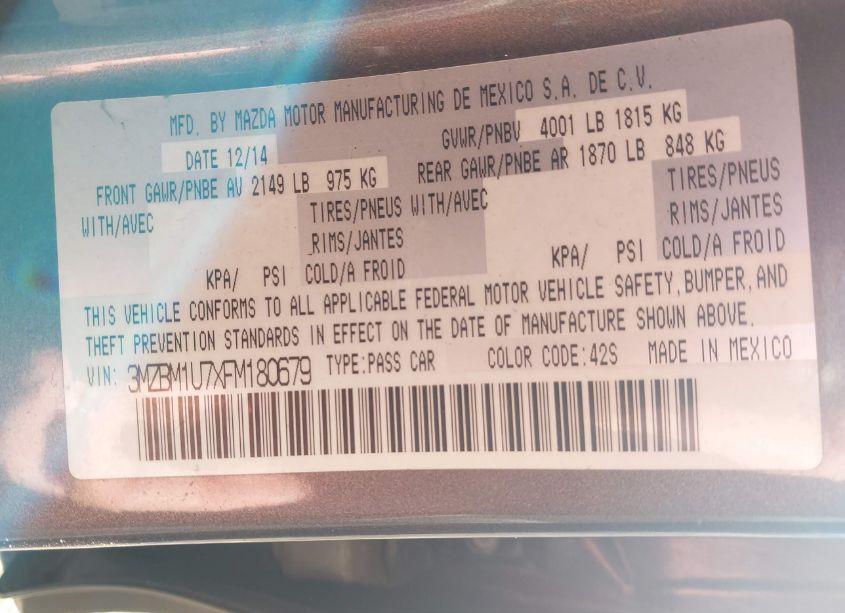 MFD. BY MAZDA MOTOR MANUFACTURING DE MEXICO S.A. DE C.V.
DATE 12/14 GVWR/PNBV 4001 LB 1815 KG
FRONT GAWR/PNBE AV 2149 LB 975 KG REAR GAWR/PNBE AR 1870 LB 848 KG
WITH/AVEC TIRES/PNEUS WITH/AVEC TIRES/PNEUS
RIMS/JANTES RIMS/JANTES
KPA/ PSI COLD/A FROID KPA/ PSI COLD/A FROID
THIS VEHICLE CONFORMS TO ALL APPLICABLE FEDERAL MOTOR VEHICLE SAFETY, BUMPER, AND
THEFT PREVENTION STANDARDS IN EFFECT ON THE DATE OF MANUFACTURE SHOWN ABOVE.
VIN: 3MZBM1U7XFM180679 TYPE:PASS CAR COLOR CODE:42S MADE IN MEXICO